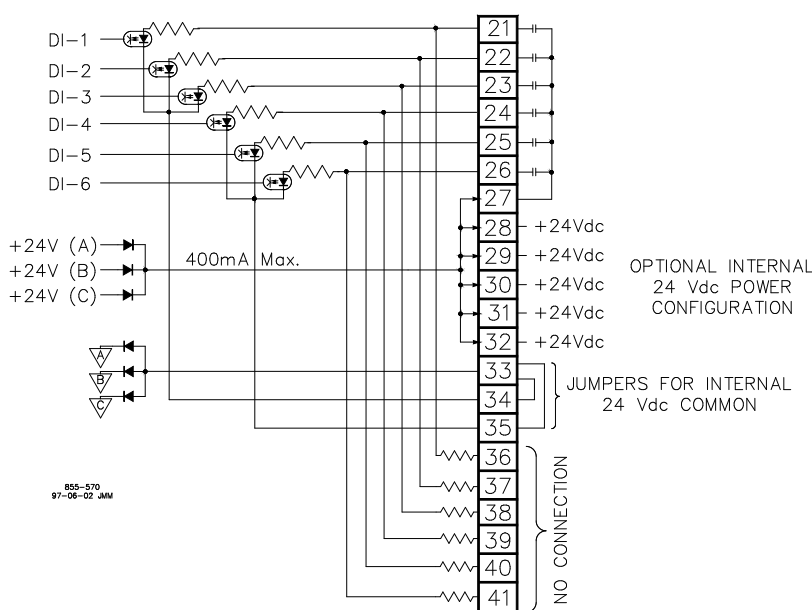 DI-1
DI-2
DI-3
DI-4
DI-5
DI-6
+24V (A)
+24V (B)
+24V (C)
400mA Max.
A
B
C
855-570
97-06-02 JMM
21
22
23
24
25
26
27
28
29
30
31
32
33
34
35
36
37
38
39
40
41
+24Vdc
+24Vdc
+24Vdc
+24Vdc
+24Vdc
OPTIONAL INTERNAL
24 Vdc POWER
CONFIGURATION
JUMPERS FOR INTERNAL
24 Vdc COMMON
NO CONNECTION